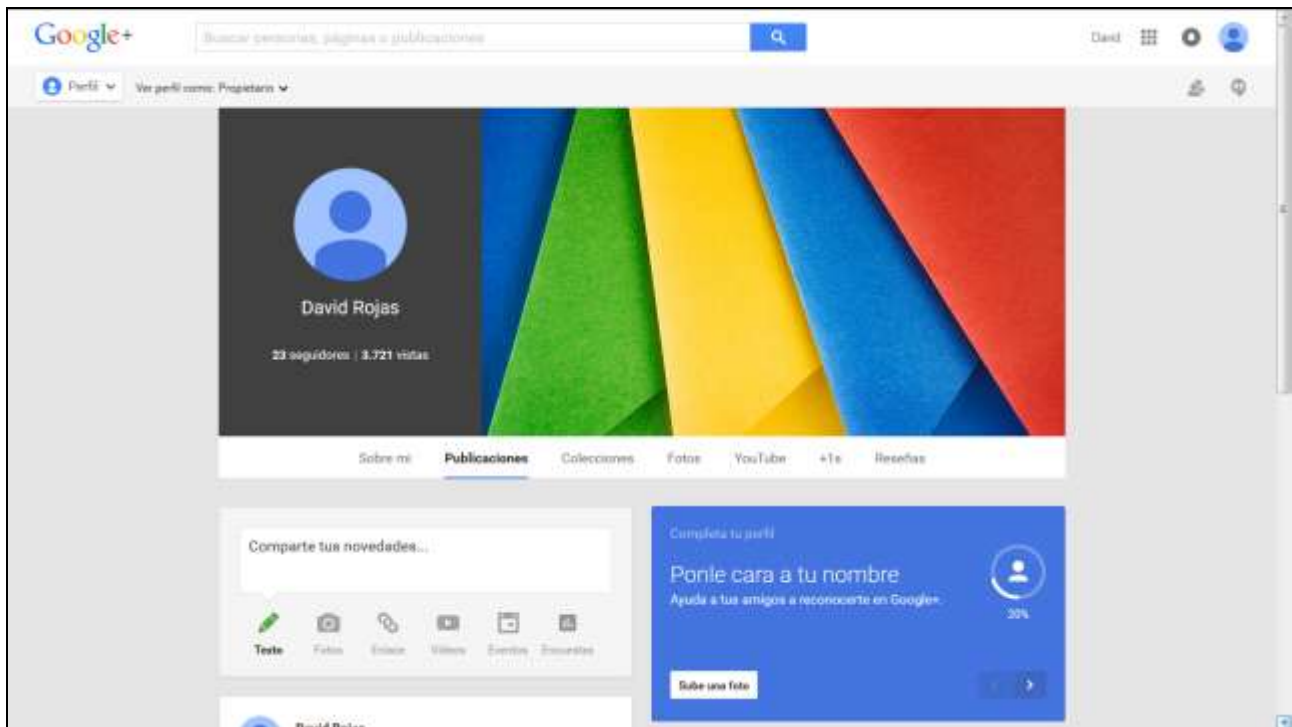 Google+
Buscar personas, páginas o publicaciones
David
Perfil
Ver perfil como: Propietario
David Rojas
23 seguidores | 3.721 vistas
Sobre mí Publicaciones Colecciones Fotos YouTube +1s Reseñas
Comparte tus novedades...
Texto Fotos Enlace Vídeos Eventos Encuestas
Completa tu perfil
Ponle cara a tu nombre
Ayuda a tus amigos a reconocerte en Google+.
20%
Sube una foto
David Rojas